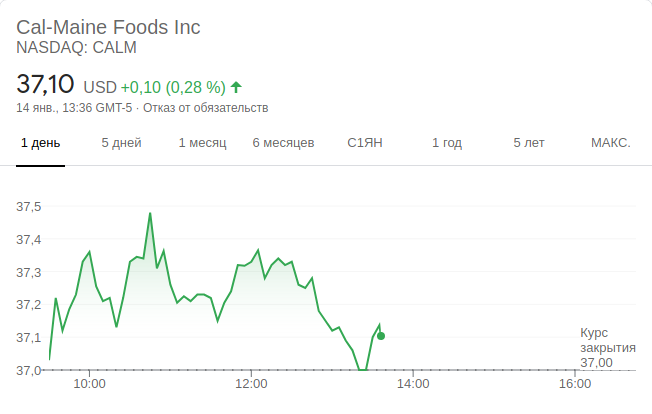 Cal-Maine Foods Inc
NASDAQ: CALM
37,10 USD +0,10 (0,28 %)
14 янв., 13:36 GMT-5 · Отказ от обязательств
1 день 5 дней 1 месяц 6 месяцев С1ЯН 1 год 5 лет МАКС.
37,5
37,4
37,3
37,2
37,1
37,0
Курс
закрытия
37,00
10:00 12:00 14:00 16:00